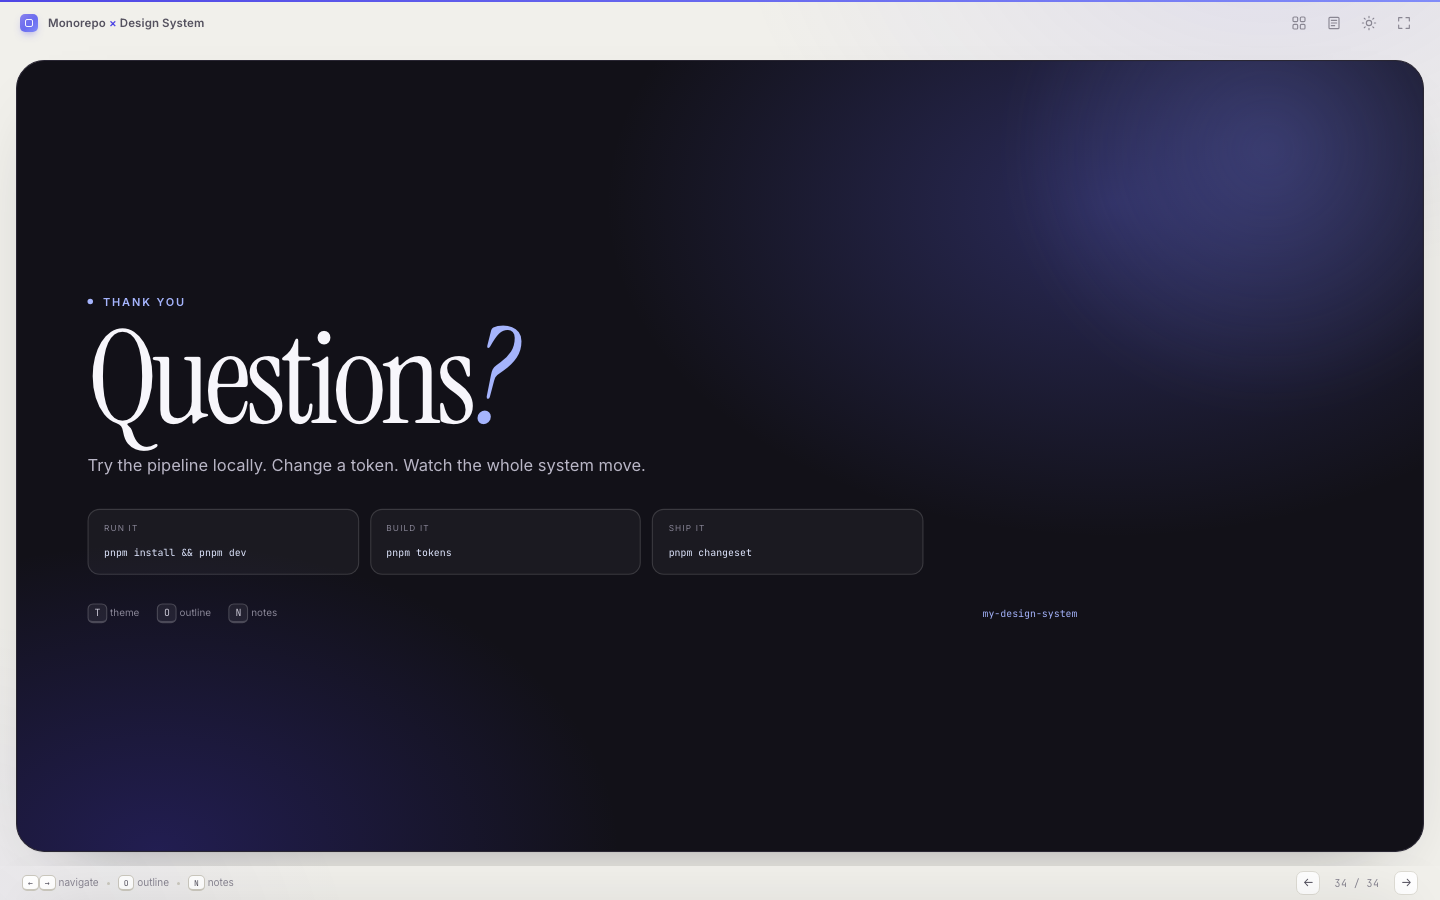 Monorepo × Design System
THANK YOU
Questions?
Try the pipeline locally. Change a token. Watch the whole system move.
RUN IT
pnpm install && pnpm dev
BUILD IT
pnpm tokens
SHIP IT
pnpm changeset
T theme O outline N notes
my-design-system
← → navigate • O outline • N notes
← 34 / 34 →